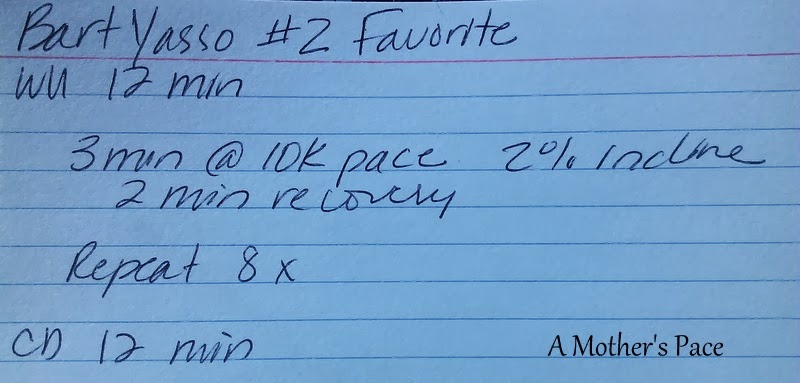 Bart Yasso #2 Favorite
WU 12 min
3 min @ 10K pace 2% Incline
2 min recovery
Repeat 8 x
CD 12 min
A Mother's Pace